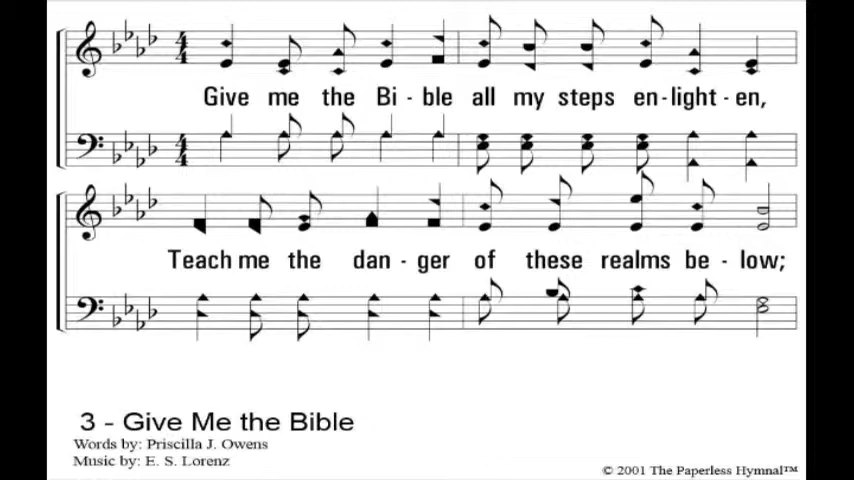 Give me the Bi - ble all my steps en - light - en,
Teach me the dan - ger of these realms be - low;
3 - Give Me the Bible
Words by: Priscilla J. Owens
Music by: E. S. Lorenz
© 2001 The Paperless Hymnal™